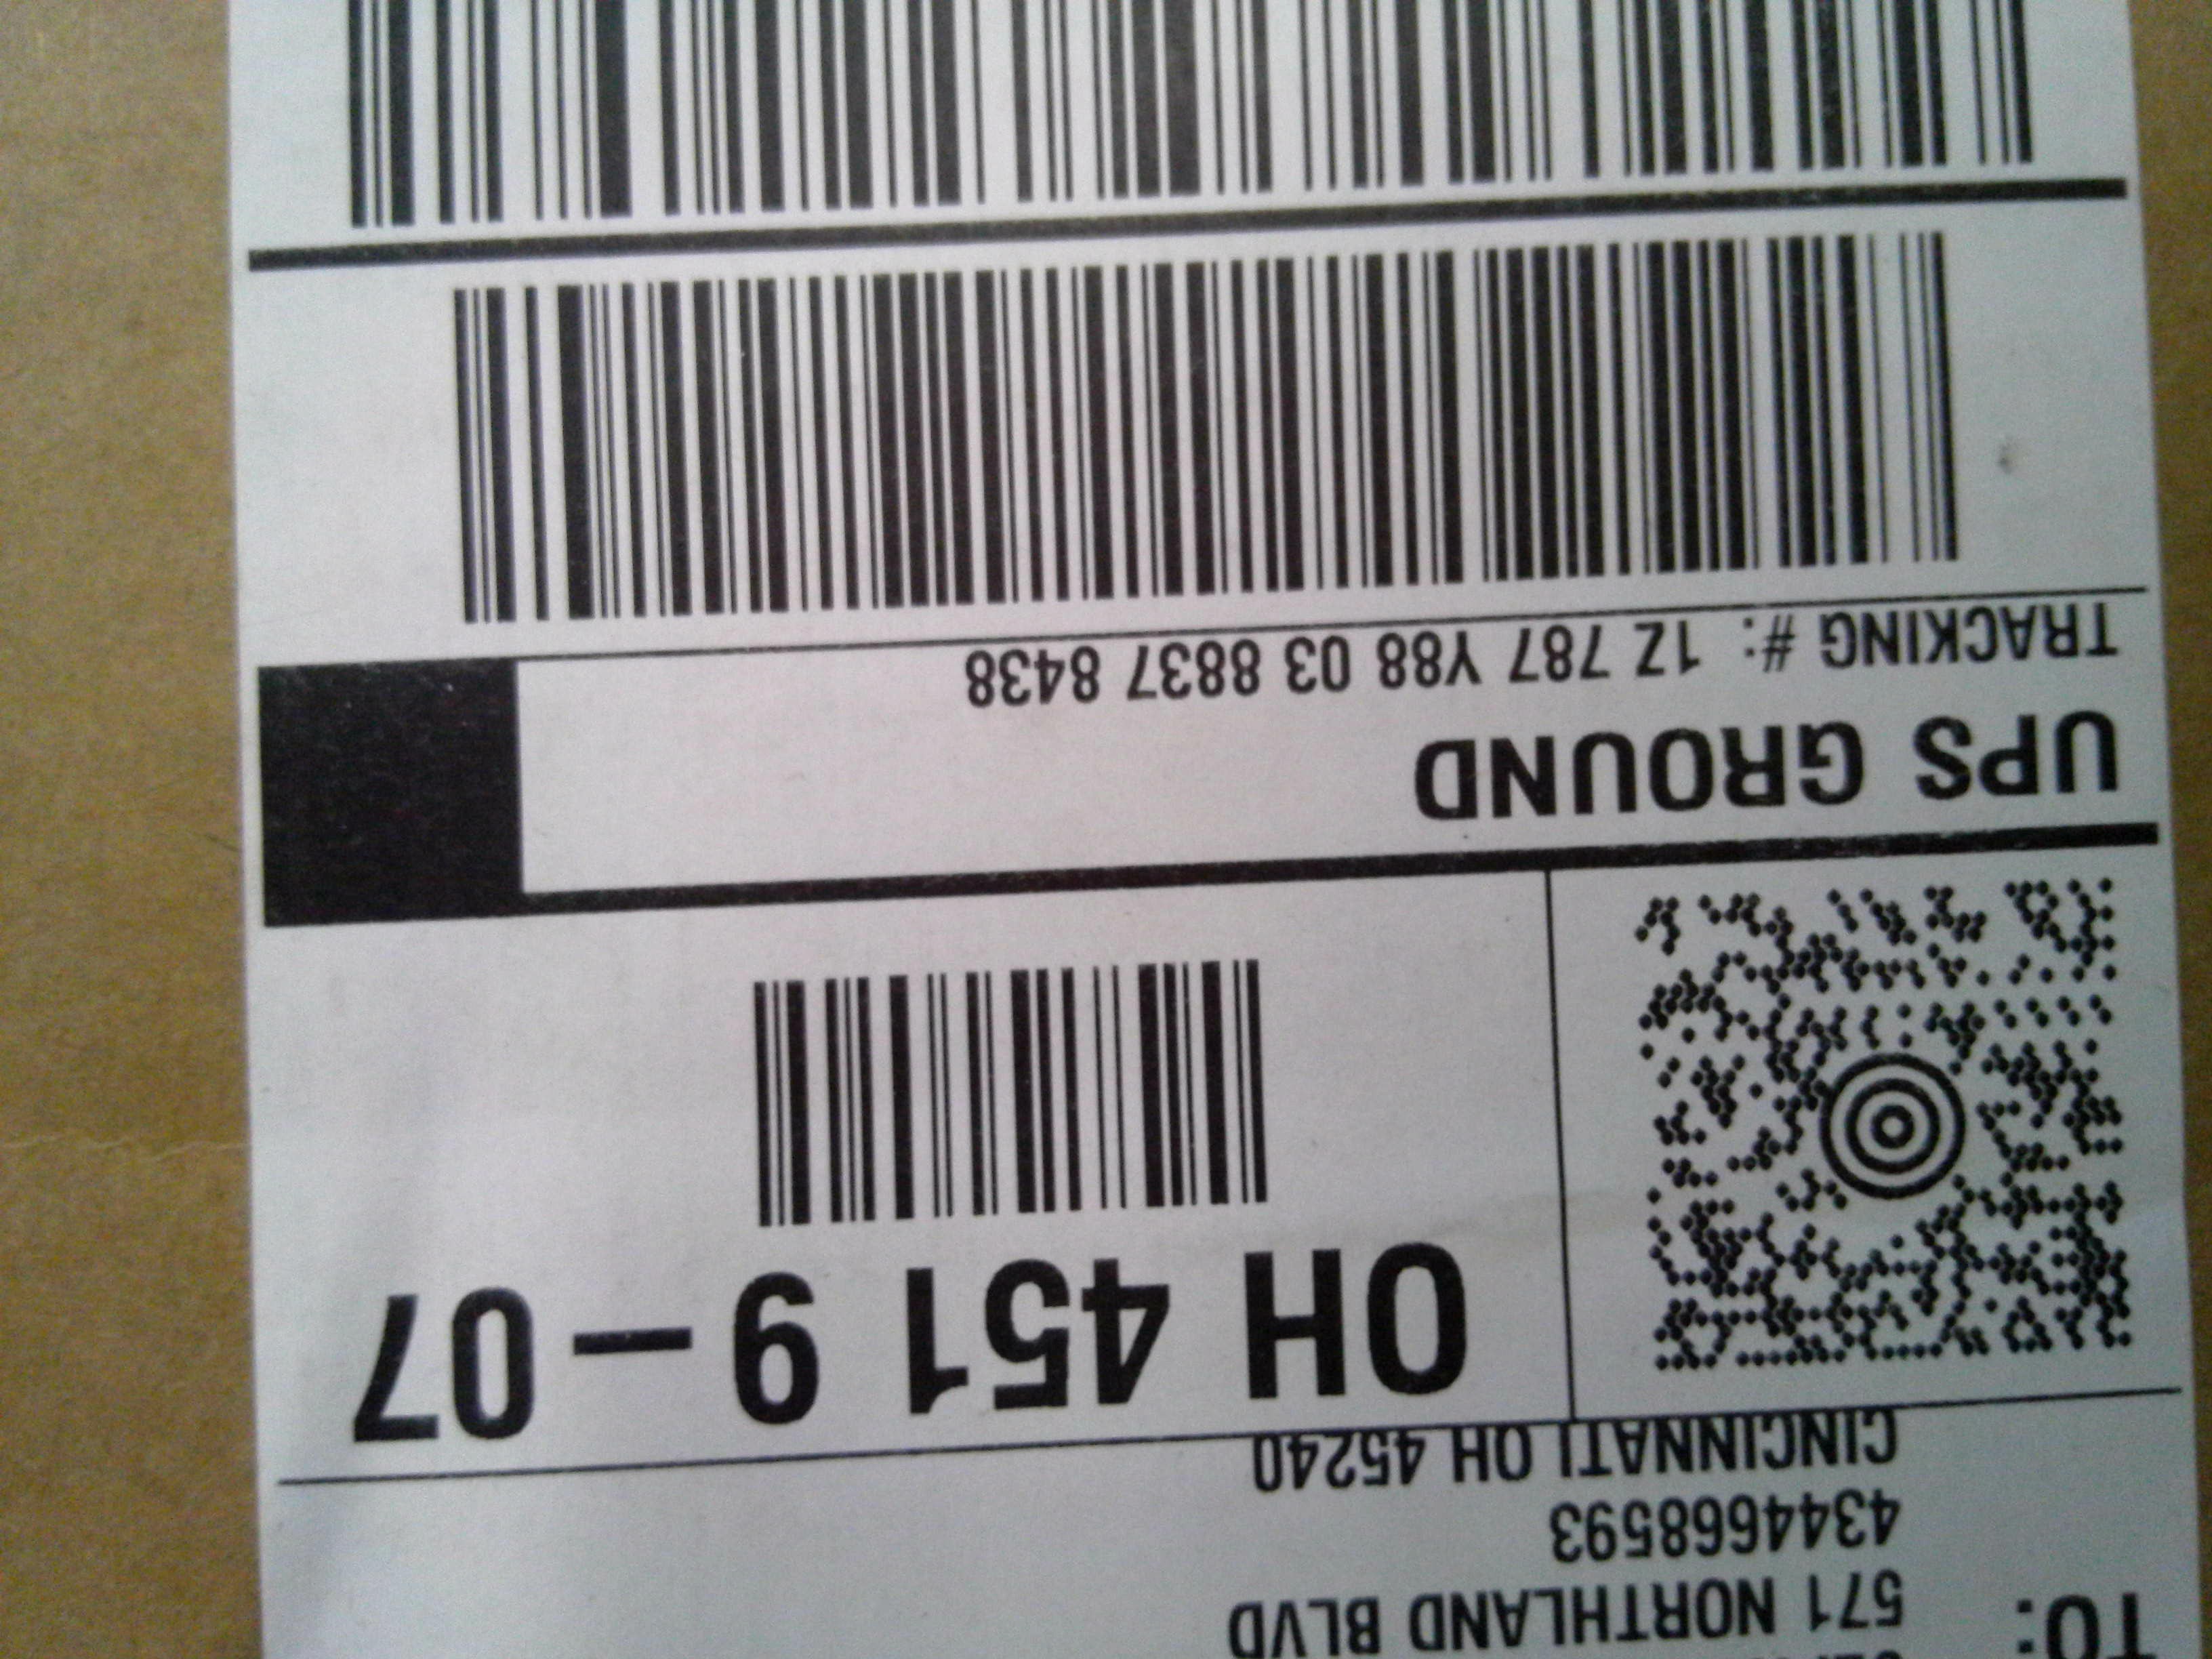 TO:
571 NORTHLAND BLVD
4344668593
CINCINNATI OH 45240
OH 451 9 – 07
UPS GROUND
TRACKING #: 1Z 787 Y88 03 8837 8438